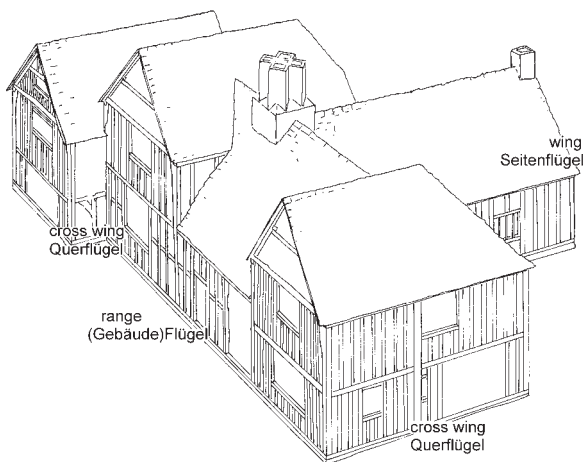 wing
Seitenflügel
cross wing
Querflügel
range
(Gebäude)Flügel
cross wing
Querflügel